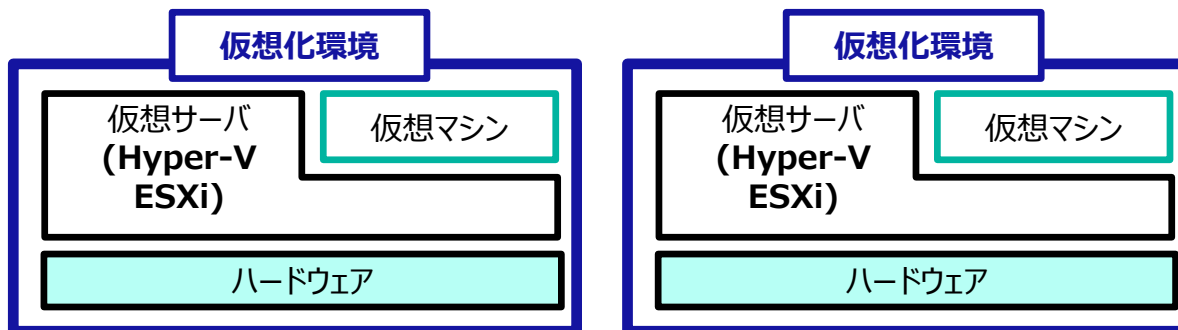 仮想化環境
仮想サーバ
(Hyper-V
ESXi)
仮想マシン
ハードウェア
仮想化環境
仮想サーバ
(Hyper-V
ESXi)
仮想マシン
ハードウェア